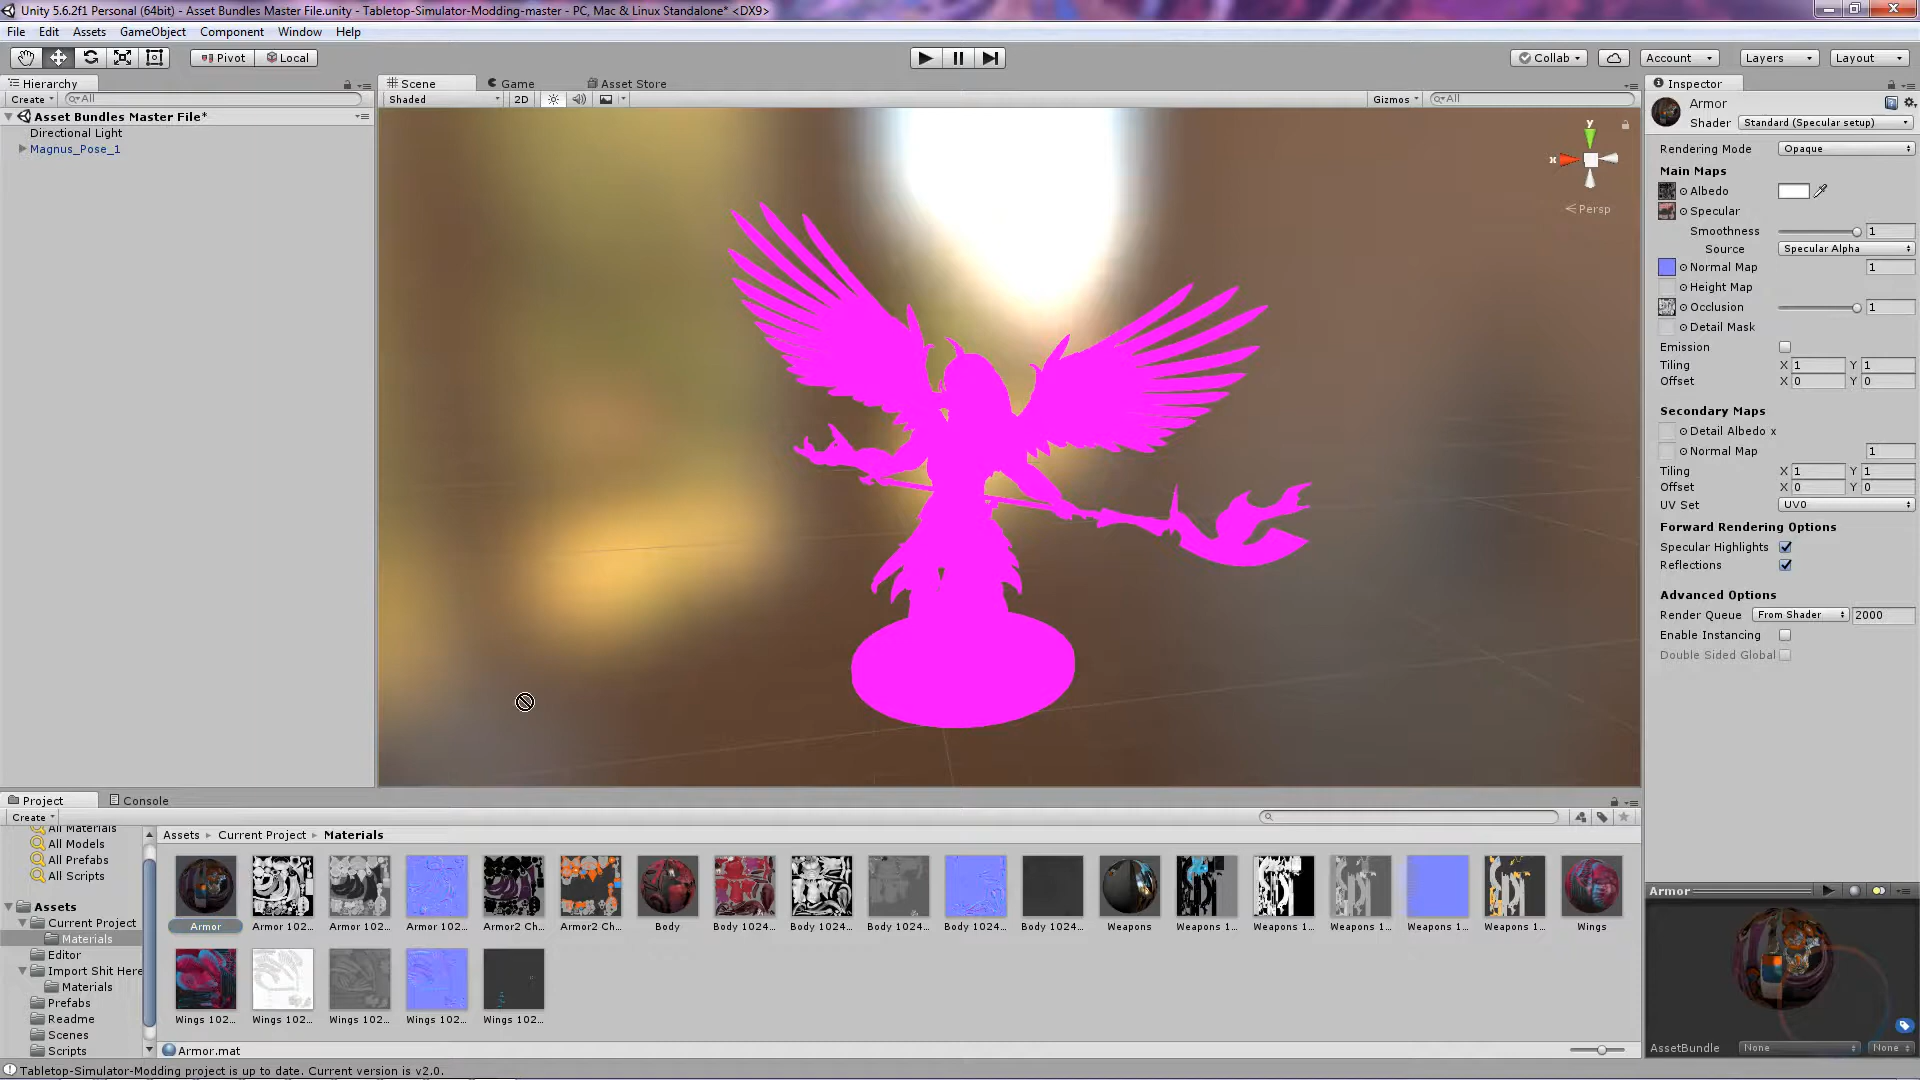 Unity 5.6.2f1 Personal (64bit) - Asset Bundles Master File.unity - Tabletop-Simulator-Modding-master - PC, Mac & Linux Standalone* <DX9>
File Edit Assets GameObject Component Window Help
Pivot Local Collab Account Layers Layout
Hierarchy Scene Game Asset Store Inspector
Create All Shaded 2D Gizmos All
Asset Bundles Master File*
Directional Light
Magnus_Pose_1
y
x
Persp
Armor
Shader Standard (Specular setup)
Rendering Mode Opaque
Main Maps
Albedo
Specular
Smoothness 1
Source Specular Alpha
Normal Map 1
Height Map
Occlusion 1
Detail Mask
Emission
Tiling X 1 Y 1
Offset X 0 Y 0
Secondary Maps
Detail Albedo x
Normal Map 1
Tiling X 1 Y 1
Offset X 0 Y 0
UV Set UV0
Forward Rendering Options
Specular Highlights
Reflections
Advanced Options
Render Queue From Shader 2000
Enable Instancing
Double Sided Global
Project Console
Create
All Materials
All Models
All Prefabs
All Scripts
Assets
Current Project
Materials
Editor
Import Shit Here
Materials
Prefabs
Readme
Scenes
Scripts
Assets Current Project Materials
Armor Armor 102... Armor 102... Armor 102... Armor2 Ch... Armor2 Ch... Body Body 1024... Body 1024... Body 1024... Body 1024... Body 1024... Weapons Weapons 1... Weapons 1... Weapons 1... Weapons 1... Weapons 1... Wings
Wings 102... Wings 102... Wings 102... Wings 102... Wings 102...
Armor.mat
Armor
AssetBundle None None
Tabletop-Simulator-Modding project is up to date. Current version is v2.0.